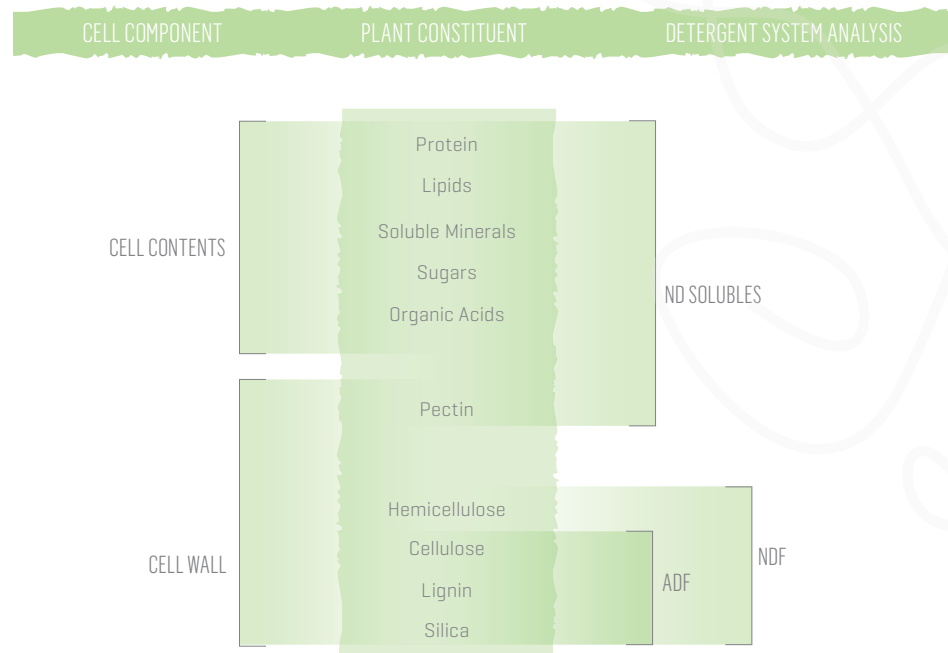 CELL COMPONENT
PLANT CONSTITUENT
DETERGENT SYSTEM ANALYSIS
CELL CONTENTS
Protein
Lipids
Soluble Minerals
Sugars
Organic Acids
ND SOLUBLES
Pectin
CELL WALL
Hemicellulose
Cellulose
Lignin
Silica
ADF
NDF